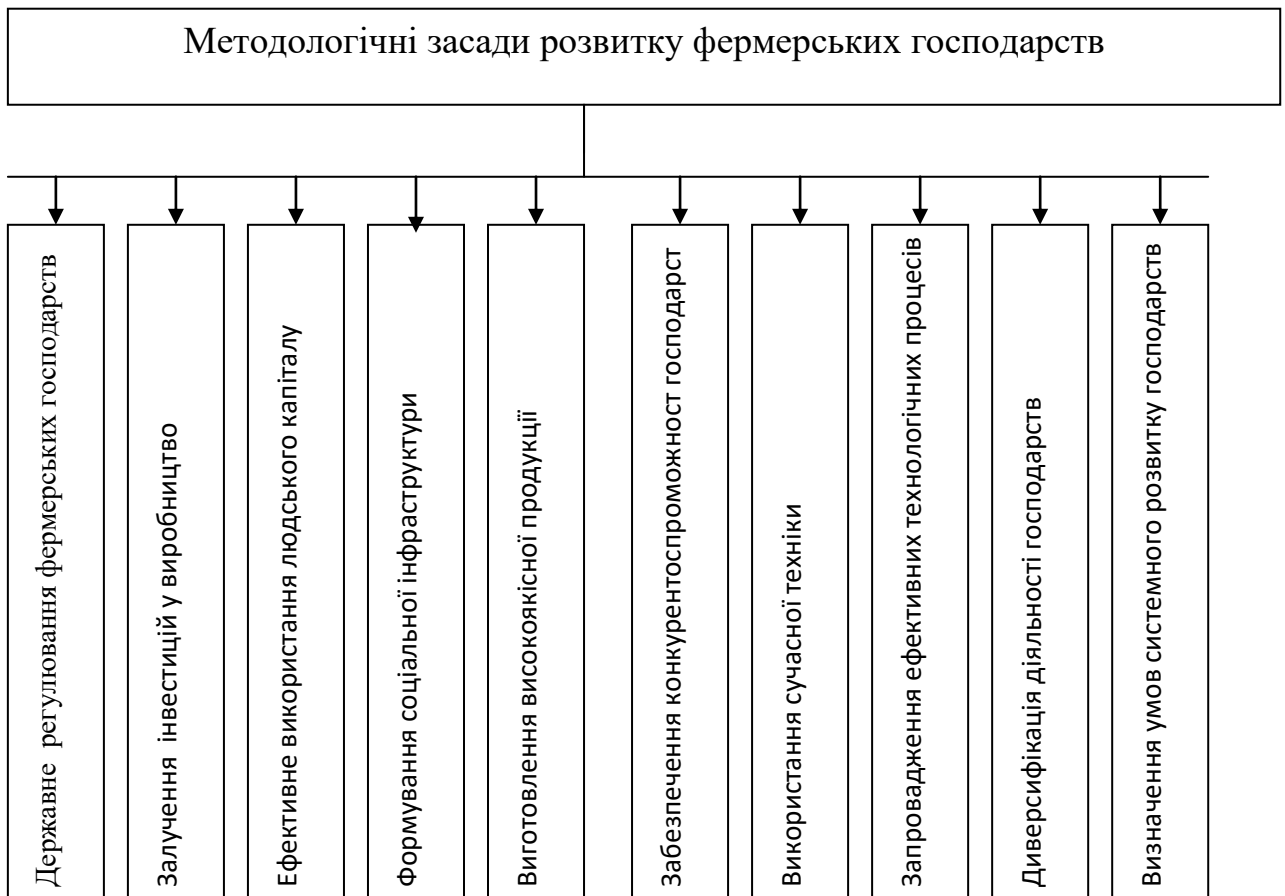 Методологічні засади розвитку фермерських господарств
Державне регулювання фермерських господарств
Залучення інвестицій у виробництво
Ефективне використання людського капіталу
Формування соціальної інфраструктури
Виготовлення високоякісної продукції
Забезпечення конкурентоспроможност господарст
Використання сучасної техніки
Запровадження ефективних технологічних процесів
Диверсифікація діяльності господарств
Визначення умов системного розвитку господарств